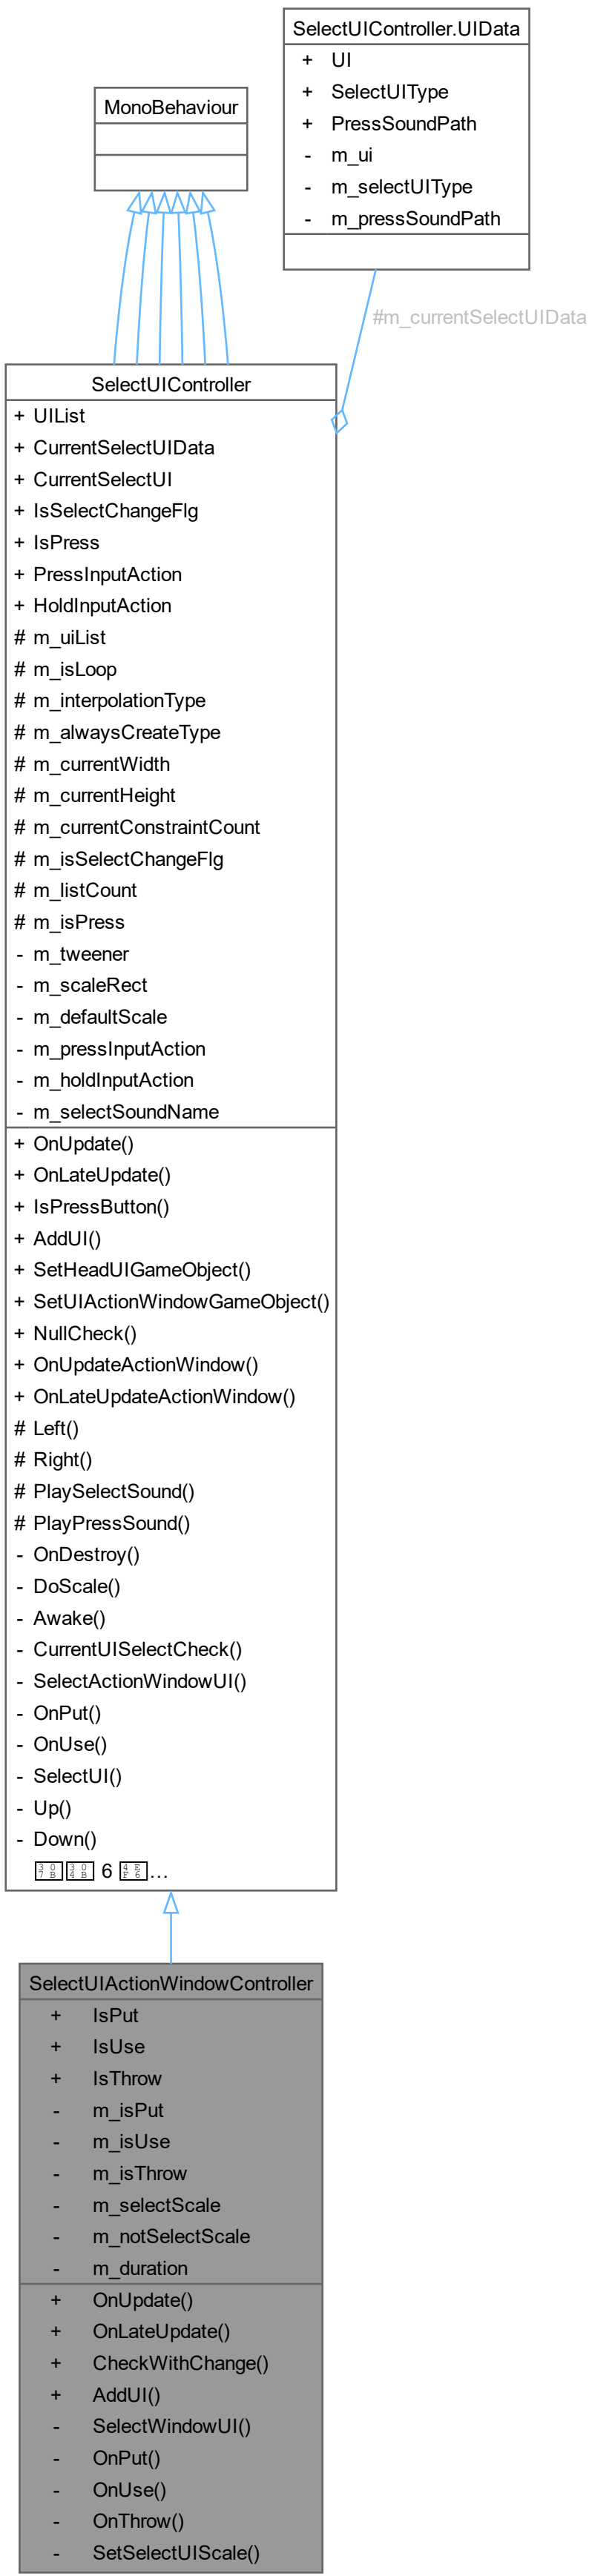 SelectUIController.UIData
+ UI
+ SelectUIType
+ PressSoundPath
- m_ui
- m_selectUIType
- m_pressSoundPath
MonoBehaviour
#m_currentSelectUIData
SelectUIController
+ UIList
+ CurrentSelectUIData
+ CurrentSelectUI
+ IsSelectChangeFlg
+ IsPress
+ PressInputAction
+ HoldInputAction
# m_uiList
# m_isLoop
# m_interpolationType
# m_alwaysCreateType
# m_currentWidth
# m_currentHeight
# m_currentConstraintCount
# m_isSelectChangeFlg
# m_listCount
# m_isPress
- m_tweener
- m_scaleRect
- m_defaultScale
- m_pressInputAction
- m_holdInputAction
- m_selectSoundName
+ OnUpdate()
+ OnLateUpdate()
+ IsPressButton()
+ AddUI()
+ SetHeadUIGameObject()
+ SetUIActionWindowGameObject()
+ NullCheck()
+ OnUpdateActionWindow()
+ OnLateUpdateActionWindow()
# Left()
# Right()
# PlaySelectSound()
# PlayPressSound()
- OnDestroy()
- DoScale()
- Awake()
- CurrentUISelectCheck()
- SelectActionWindowUI()
- OnPut()
- OnUse()
- SelectUI()
- Up()
- Down()
6 ...
SelectUIActionWindowController
+ IsPut
+ IsUse
+ IsThrow
- m_isPut
- m_isUse
- m_isThrow
- m_selectScale
- m_notSelectScale
- m_duration
+ OnUpdate()
+ OnLateUpdate()
+ CheckWithChange()
+ AddUI()
- SelectWindowUI()
- OnPut()
- OnUse()
- OnThrow()
- SetSelectUIScale()